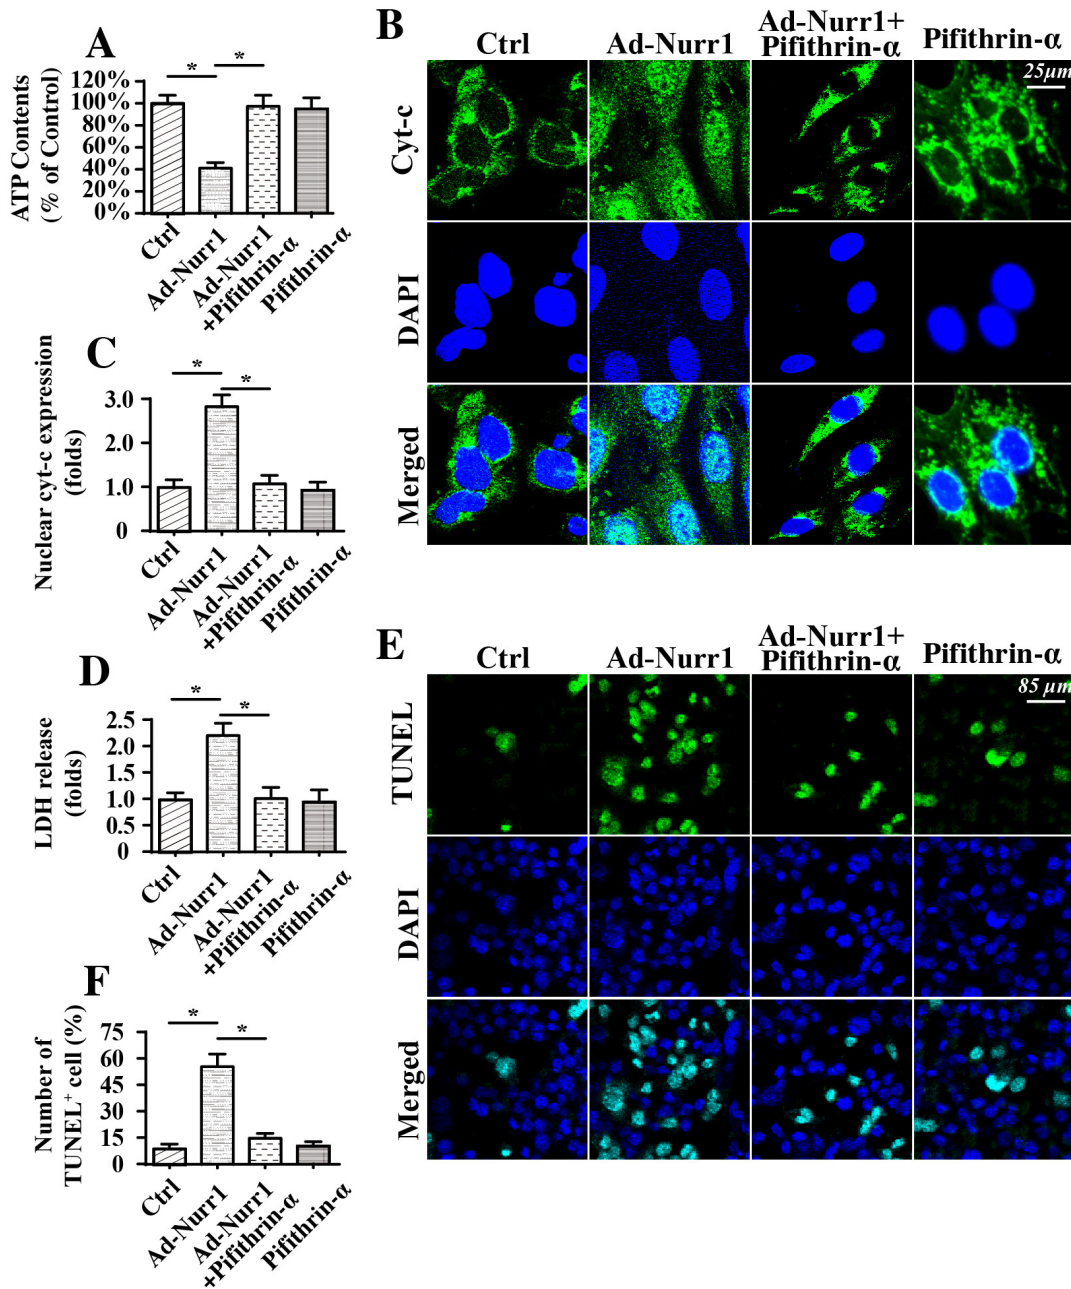 A
ATP Contents
(% of Control)
120%
100%
80%
60%
40%
20%
0%
*
*
Ctrl
Ad-Nurr1
Ad-Nurr1
+Pifithrin-α
Pifithrin-α
B
Ctrl
Ad-Nurr1
Ad-Nurr1+
Pifithrin-α
Pifithrin-α
25μm
Cyt-c
DAPI
Merged
C
Nuclear cyt-c expression
(folds)
3.0
2.0
1.0
0
*
*
Ctrl
Ad-Nurr1
Ad-Nurr1
+Pifithrin-α
Pifithrin-α
D
LDH release
(folds)
2.5
2.0
1.5
1.0
0.5
0
*
*
Ctrl
Ad-Nurr1
Ad-Nurr1
+Pifithrin-α
Pifithrin-α
E
Ctrl
Ad-Nurr1
Ad-Nurr1+
Pifithrin-α
Pifithrin-α
85 μm
TUNEL
DAPI
Merged
F
Number of
TUNEL⁺ cell (%)
75
60
45
30
15
0
*
*
Ctrl
Ad-Nurr1
Ad-Nurr1
+Pifithrin-α
Pifithrin-α